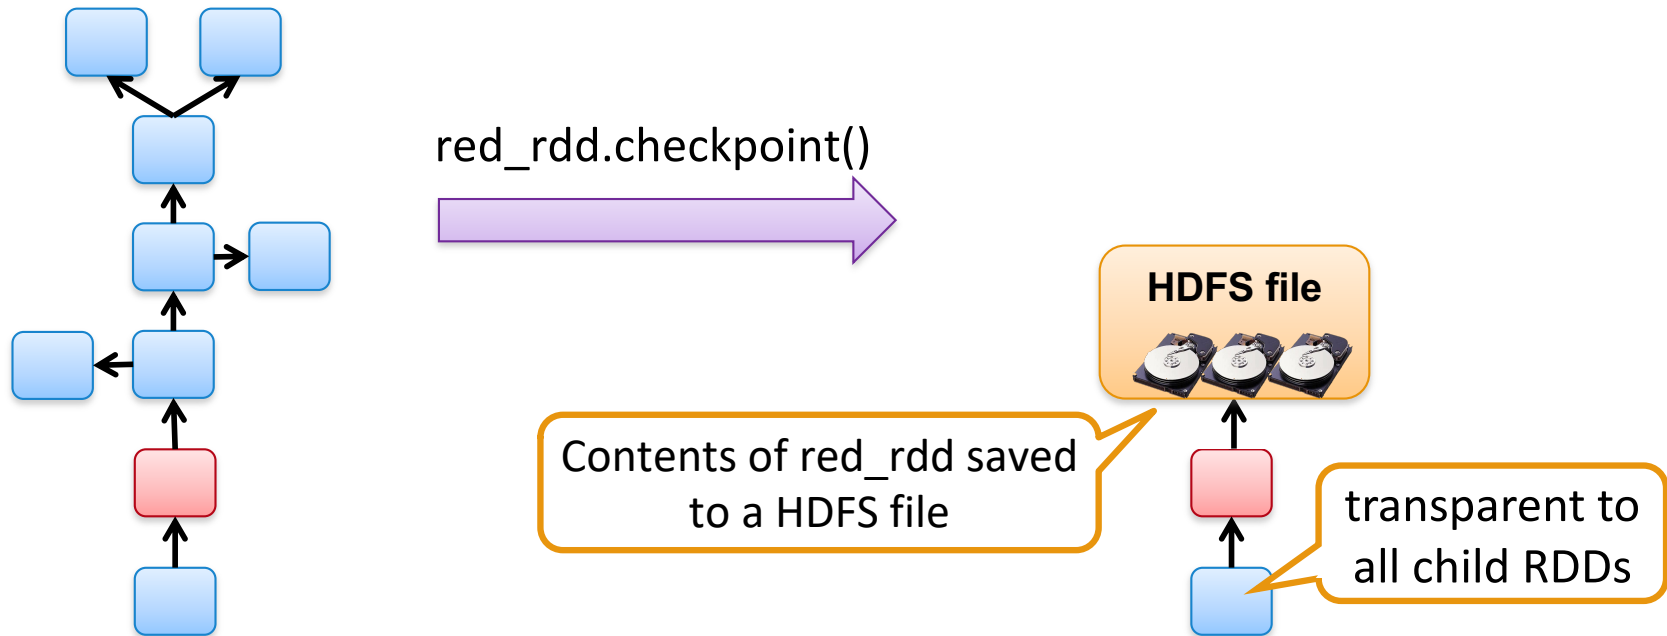 red_rdd.checkpoint()
HDFS file
Contents of red_rdd saved
to a HDFS file
transparent to
all child RDDs